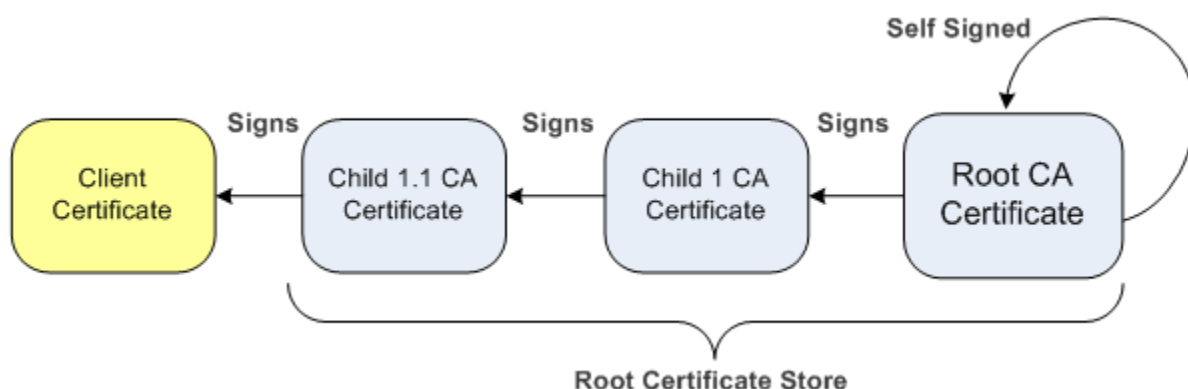 Self Signed
Signs
Signs
Signs
Client
Certificate
Child 1.1 CA
Certificate
Child 1 CA
Certificate
Root CA
Certificate
Root Certificate Store